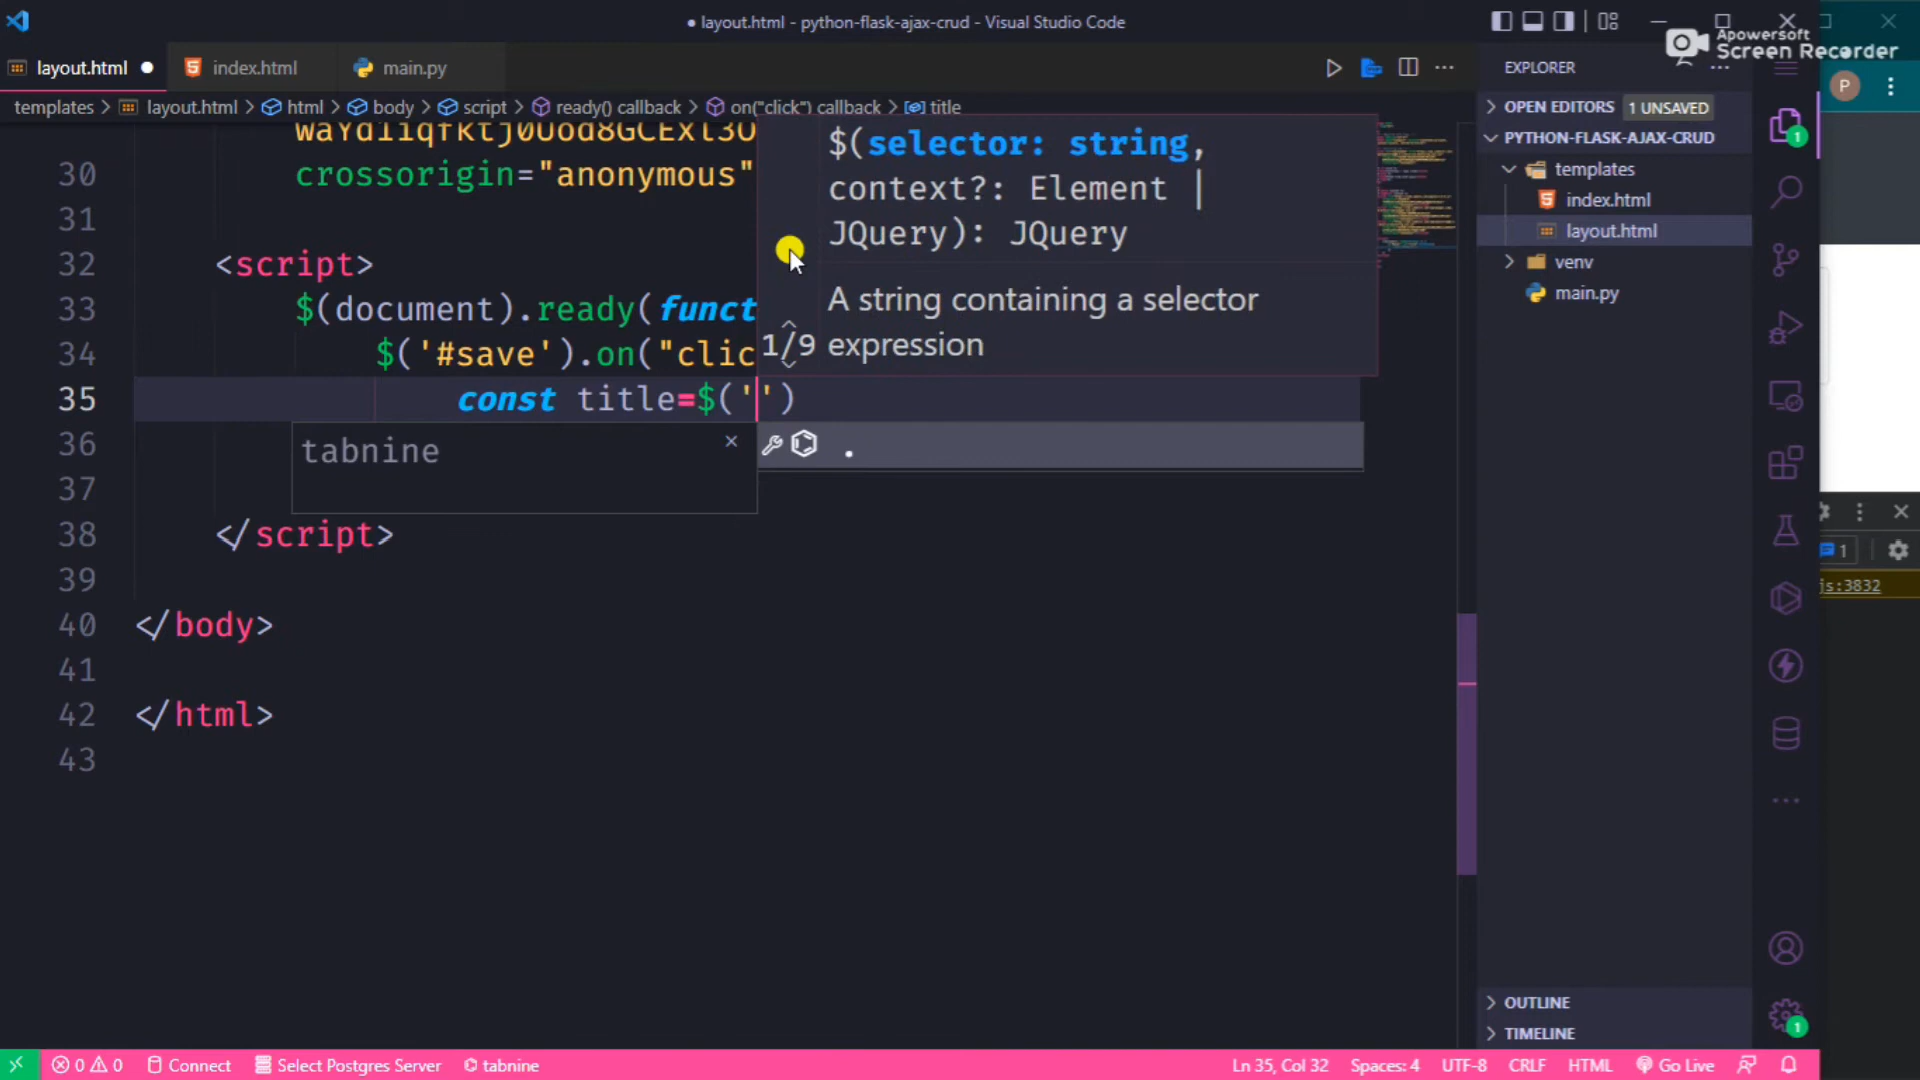 ● layout.html - python-flask-ajax-crud - Visual Studio Code
Apowersoft
Screen Recorder
layout.html ●
index.html
main.py
EXPLORER
P
templates > layout.html > html > body > script > ready() callback > on("click") callback > title
OPEN EDITORS 1 UNSAVED
PYTHON-FLASK-AJAX-CRUD
templates
index.html
layout.html
venv
main.py
1
30 crossorigin="anonymous"
31
32 <script>
33 $(document).ready(funct
34 $('#save').on("clic
35 const title=$('')
36
37
38 </script>
39
40 </body>
41
42 </html>
43
$(selector: string,
context?: Element |
JQuery): JQuery
A string containing a selector
1/9 expression
tabnine ×
.
1
js:3832
OUTLINE
TIMELINE
1
0 0 Connect Select Postgres Server tabnine
Ln 35, Col 32 Spaces: 4 UTF-8 CRLF HTML Go Live